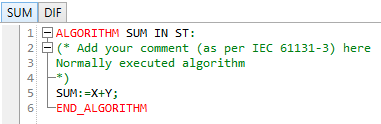 SUM DIF
1 ALGORITHM SUM IN ST:
2 (* Add your comment (as per IEC 61131-3) here
3 Normally executed algorithm
4 *)
5 SUM:=X+Y;
6 END_ALGORITHM